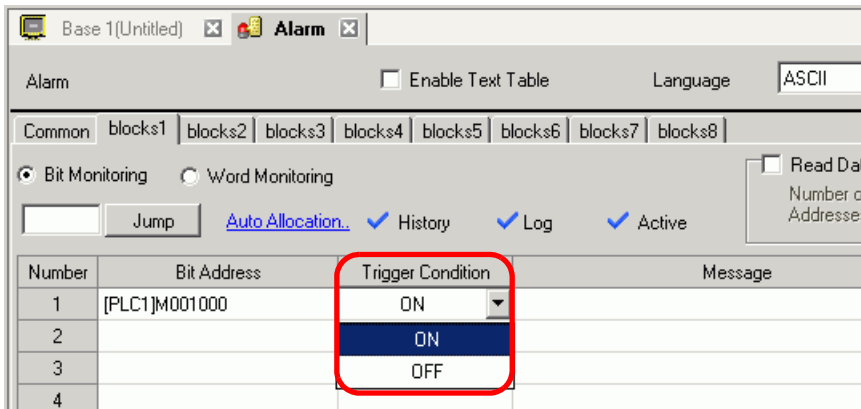 Base 1(Untitled) Alarm
Alarm Enable Text Table Language ASCII
Common blocks1 blocks2 blocks3 blocks4 blocks5 blocks6 blocks7 blocks8
Bit Monitoring Word Monitoring Read Dat
Number o
Jump Auto Allocation.. History Log Active Addresse
Number Bit Address Trigger Condition Message
1 [PLC1]M001000 ON
2 ON
3 OFF
4